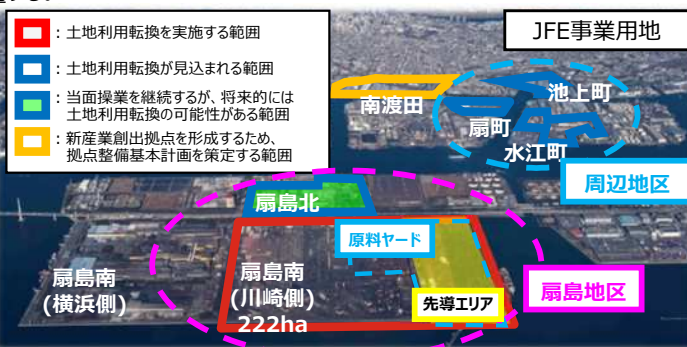 ：土地利用転換を実施する範囲
：土地利用転換が見込まれる範囲
：当面操業を継続するが、将来的には
土地利用転換の可能性がある範囲
：新産業創出拠点を形成するため、
拠点整備基本計画を策定する範囲
JFE事業用地
南渡田
池上町
扇町
水江町
周辺地区
扇島北
原料ヤード
扇島南
(横浜側)
扇島南
(川崎側)
222ha
先導エリア
扇島地区